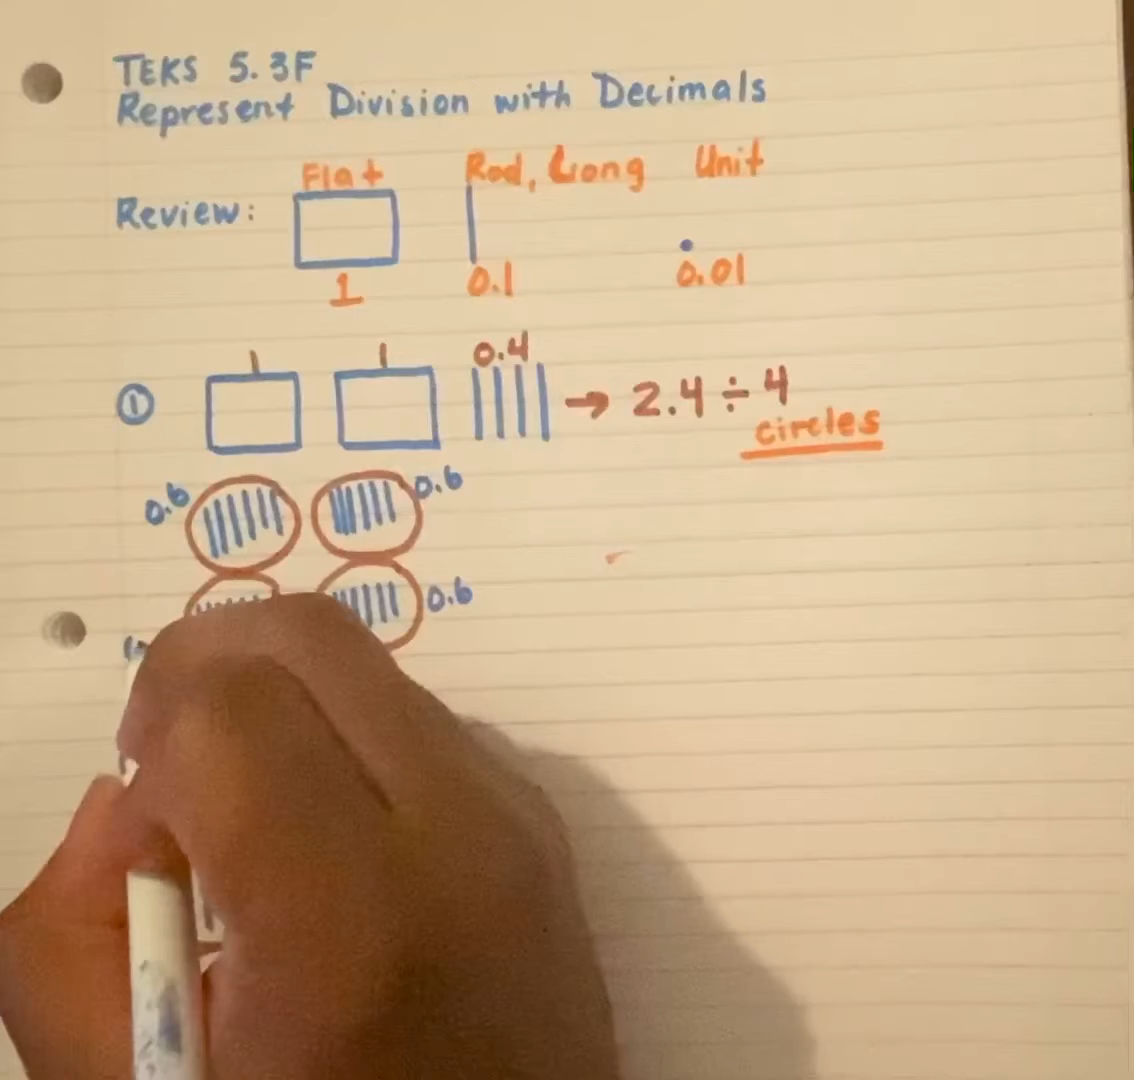 TEKS 5.3F
Represent Division with Decimals
Flat Rod, Long Unit
Review:
1 0.1 0.01
1 1 0.4
① → 2.4 ÷ 4
circles
0.6 0.6
0.6